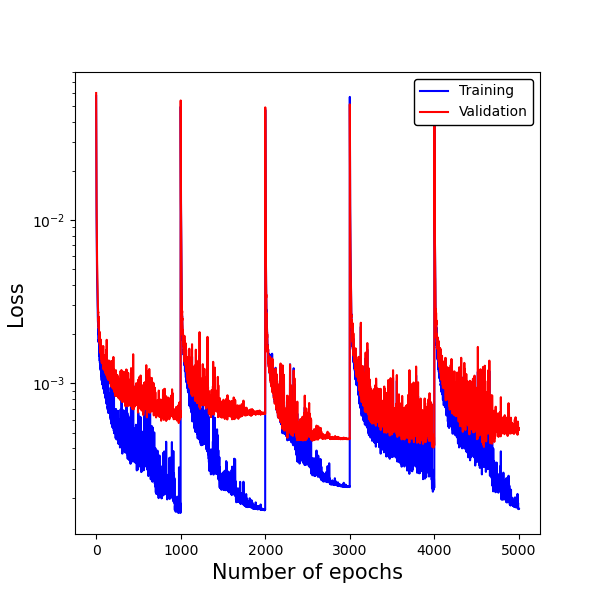 Training
Validation
10⁻²
10⁻³
Loss
0 1000 2000 3000 4000 5000
Number of epochs